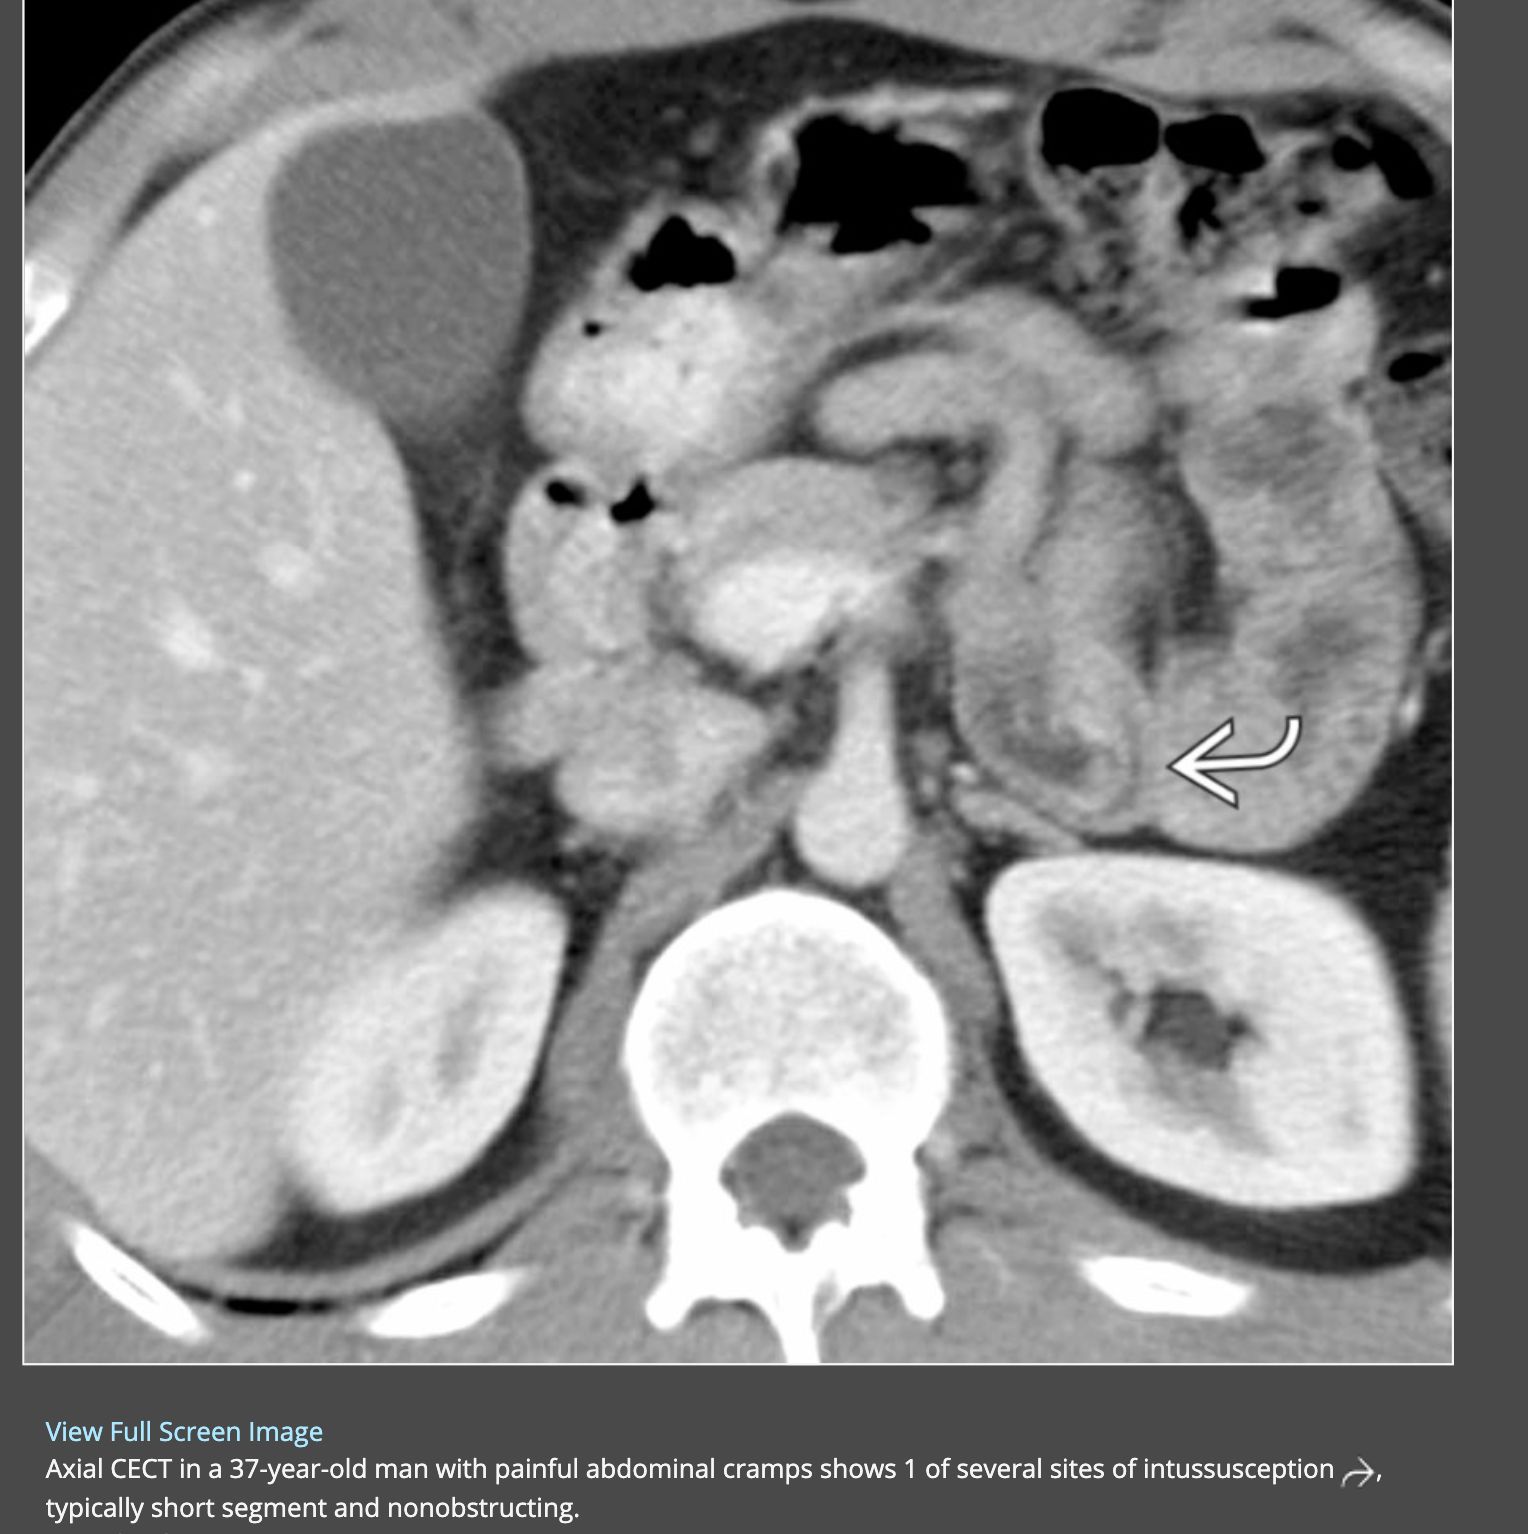 View Full Screen Image
Axial CECT in a 37-year-old man with painful abdominal cramps shows 1 of several sites of intussusception ,
typically short segment and nonobstructing.